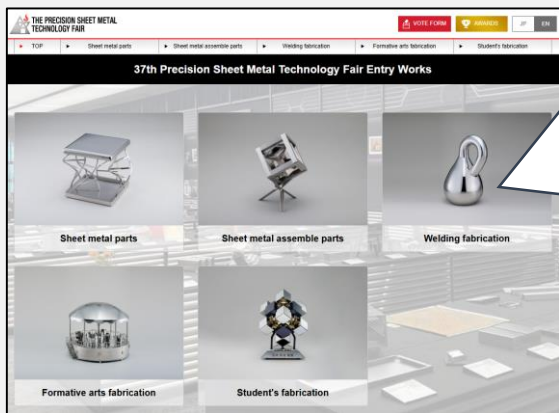 THE PRECISION SHEET METAL
TECHNOLOGY FAIR
VOTE FORM
AWARDS
JP
EN
TOP
Sheet metal parts
Sheet metal assemble parts
Welding fabrication
Formative arts fabrication
Student's fabrication
37th Precision Sheet Metal Technology Fair Entry Works
Sheet metal parts
Sheet metal assemble parts
Welding fabrication
Formative arts fabrication
Student's fabrication